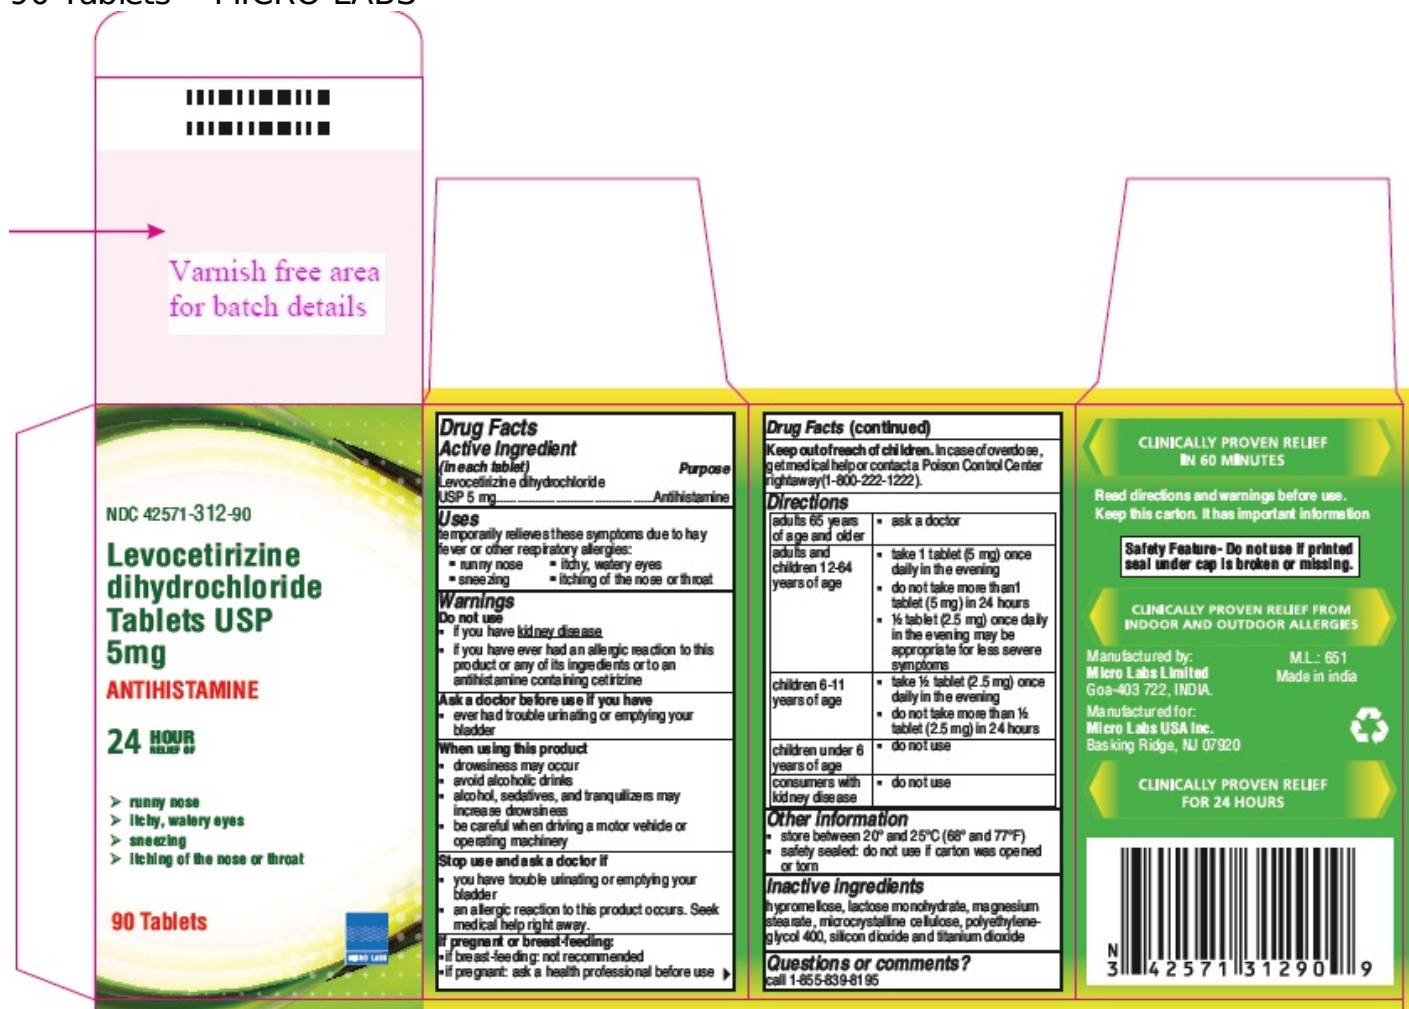 90 Tablets - MICRO LABS
Varnish free area
for batch details
NDC 42571-312-90
Levocetirizine
dihydrochloride
Tablets USP
5mg
ANTIHISTAMINE
24 HOUR
RELIEF OF
➢ runny nose
➢ itchy, watery eyes
➢ sneezing
➢ itching of the nose or throat
90 Tablets
MICRO LABS
Drug Facts
Active Ingredient
(in each tablet) Purpose
Levocetirizine dihydrochloride
USP 5 mg........................................Antihistamine
Uses
temporarily relieves these symptoms due to hay
fever or other respiratory allergies:
▪ runny nose ▪ itchy, watery eyes
▪ sneezing ▪ itching of the nose or throat
Warnings
Do not use
▪ if you have kidney disease
▪ if you have ever had an allergic reaction to this
product or any of its ingredients or to an
antihistamine containing cetirizine
Ask a doctor before use if you have
▪ ever had trouble urinating or emptying your
bladder
When using this product
▪ drowsiness may occur
▪ avoid alcoholic drinks
▪ alcohol, sedatives, and tranquilizers may
increase drowsiness
▪ be careful when driving a motor vehicle or
operating machinery
Stop use and ask a doctor if
▪ you have trouble urinating or emptying your
bladder
▪ an allergic reaction to this product occurs. Seek
medical help right away.
If pregnant or breast-feeding:
▪ if breast-feeding: not recommended
▪ if pregnant: ask a health professional before use
Drug Facts (continued)
Keep out of reach of children. In case of overdose,
get medical help or contact a Poison Control Center
right away (1-800-222-1222).
Directions
adults 65 years
of age and older
▪ ask a doctor
adults and
children 12-64
years of age
▪ take 1 tablet (5 mg) once
daily in the evening
▪ do not take more than 1
tablet (5 mg) in 24 hours
▪ ½ tablet (2.5 mg) once daily
in the evening may be
appropriate for less severe
symptoms
children 6-11
years of age
▪ take ½ tablet (2.5 mg) once
daily in the evening
▪ do not take more than ½
tablet (2.5 mg) in 24 hours
children under 6
years of age
▪ do not use
consumers with
kidney disease
▪ do not use
Other information
▪ store between 20° and 25°C (68° and 77°F)
▪ safety sealed: do not use if carton was opened
or torn
Inactive ingredients
hypromellose, lactose monohydrate, magnesium
stearate, microcrystalline cellulose, polyethylene-
glycol 400, silicon dioxide and titanium dioxide
Questions or comments?
call 1-855-839-8195
CLINICALLY PROVEN RELIEF
IN 60 MINUTES
Read directions and warnings before use.
Keep this carton. It has important information
Safety Feature- Do not use if printed
seal under cap is broken or missing.
CLINICALLY PROVEN RELIEF FROM
INDOOR AND OUTDOOR ALLERGIES
Manufactured by:
Micro Labs Limited
Goa-403 722, INDIA.
M.L.: 651
Made in india
Manufactured for:
Micro Labs USA Inc.
Basking Ridge, NJ 07920
CLINICALLY PROVEN RELIEF
FOR 24 HOURS
N
3 42571 31290 9